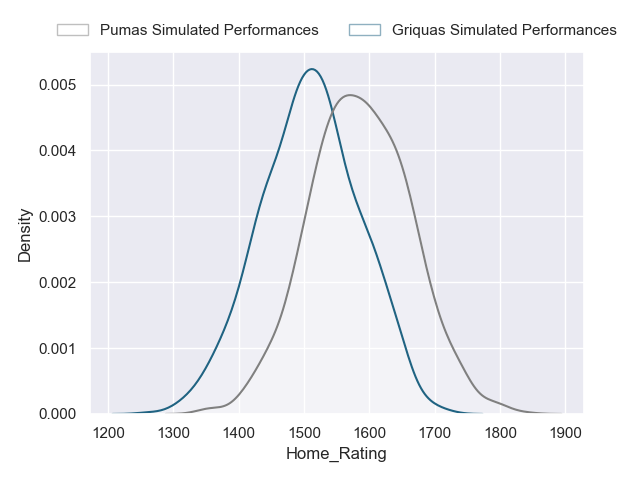 Pumas Simulated Performances
Griquas Simulated Performances
Density
0.005
0.004
0.003
0.002
0.001
0.000
1200 1300 1400 1500 1600 1700 1800 1900
Home_Rating